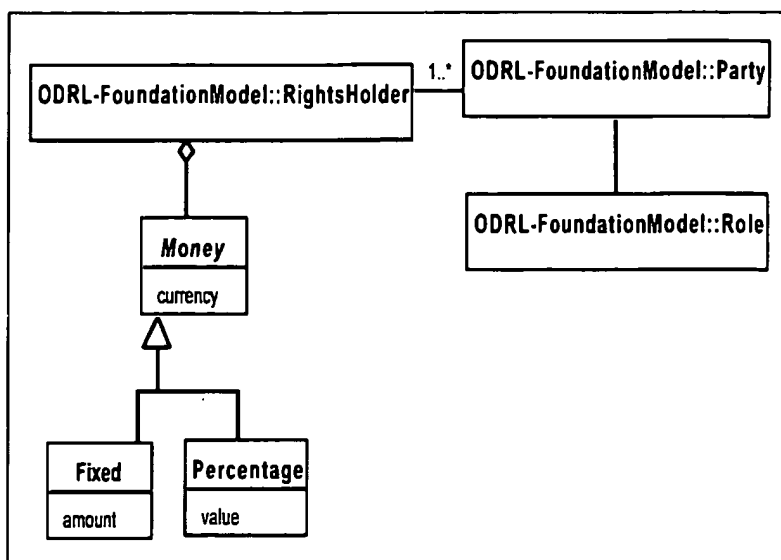 ODRL-FoundationModel::RightsHolder
1..*
ODRL-FoundationModel::Party
ODRL-FoundationModel::Role
Money
currency
Fixed
amount
Percentage
value